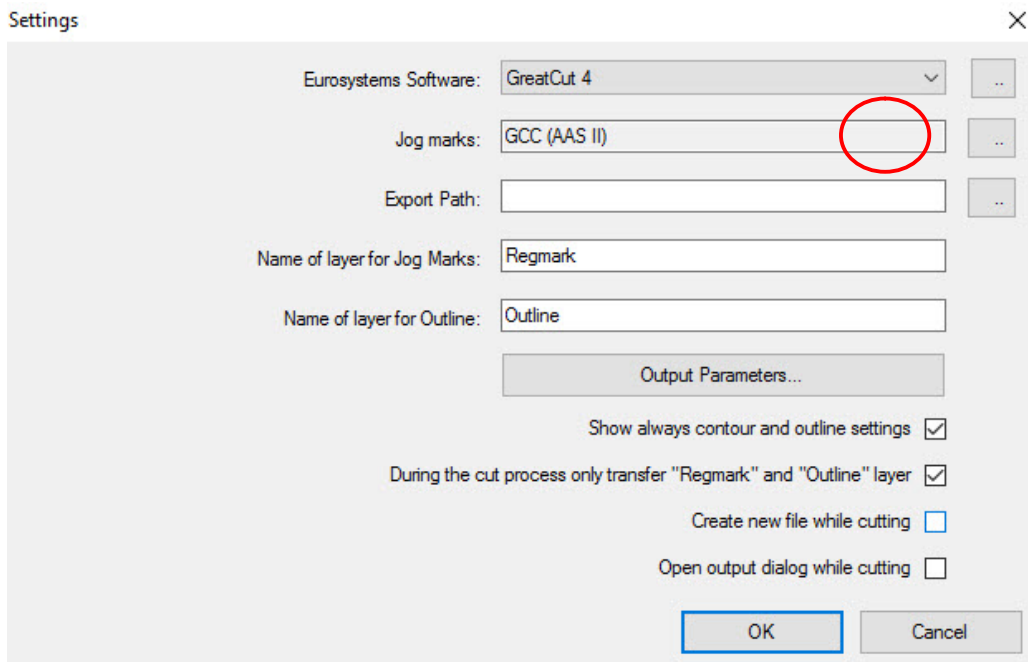 Settings
Eurosystems Software: GreatCut 4 ..
Jog marks: GCC (AAS II) ..
Export Path: ..
Name of layer for Jog Marks: Regmark
Name of layer for Outline: Outline
Output Parameters...
Show always contour and outline settings
During the cut process only transfer "Regmark" and "Outline" layer
Create new file while cutting
Open output dialog while cutting
OK Cancel